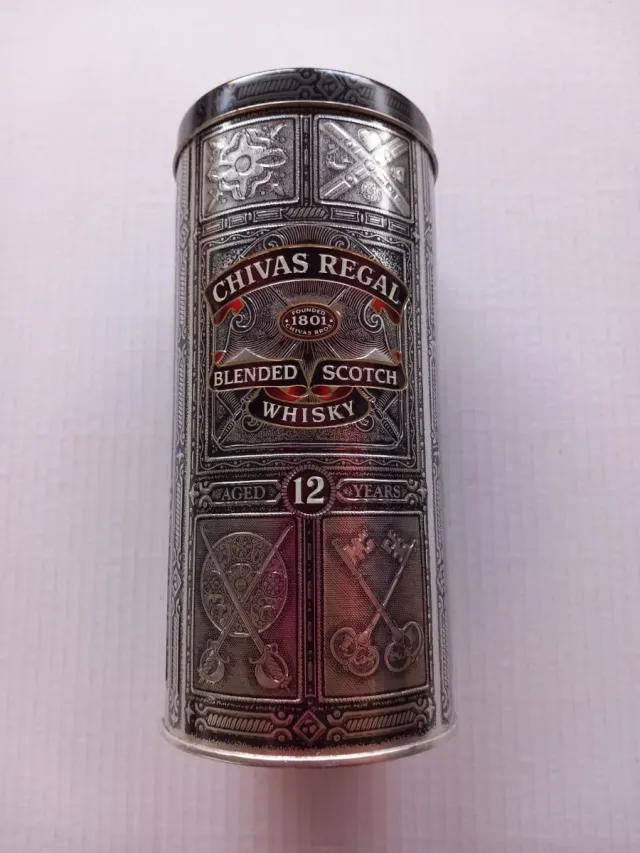 CHIVAS REGAL
FOUNDED
1801
CHIVAS BROS
BLENDED SCOTCH
WHISKY
AGED 12 YEARS